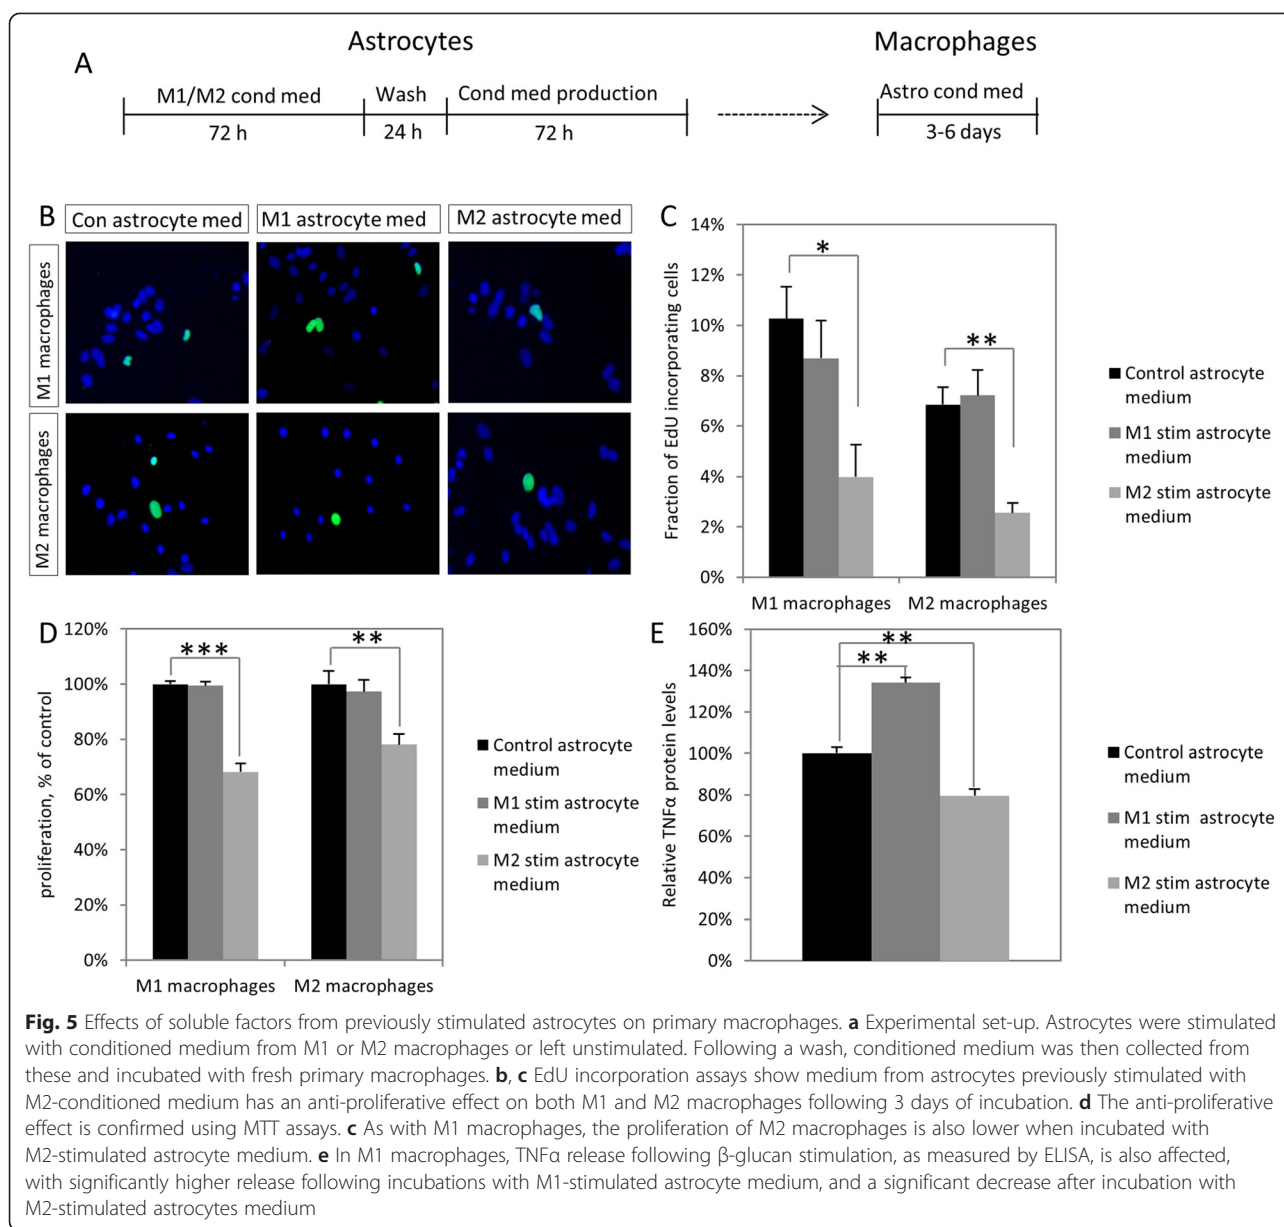 Astrocytes
Macrophages
A
M1/M2 cond med
Wash
Cond med production
Astro cond med
72 h
24 h
72 h
3-6 days
B
Con astrocyte med
M1 astrocyte med
M2 astrocyte med
M1 macrophages
M2 macrophages
C
Fraction of EdU incorporating cells
14%
12%
10%
8%
6%
4%
2%
0%
*
**
M1 macrophages
M2 macrophages
Control astrocyte
medium
M1 stim astrocyte
medium
M2 stim astrocyte
medium
D
proliferation, % of control
120%
100%
80%
60%
40%
20%
0%
***
**
M1 macrophages
M2 macrophages
Control astrocyte
medium
M1 stim astrocyte
medium
M2 stim astrocyte
medium
E
Relative TNFα protein levels
160%
140%
120%
100%
80%
60%
40%
20%
0%
**
**
Control astrocyte
medium
M1 stim astrocyte
medium
M2 stim astrocyte
medium
Fig. 5 Effects of soluble factors from previously stimulated astrocytes on primary macrophages. a Experimental set-up. Astrocytes were stimulated
with conditioned medium from M1 or M2 macrophages or left unstimulated. Following a wash, conditioned medium was then collected from
these and incubated with fresh primary macrophages. b, c EdU incorporation assays show medium from astrocytes previously stimulated with
M2-conditioned medium has an anti-proliferative effect on both M1 and M2 macrophages following 3 days of incubation. d The anti-proliferative
effect is confirmed using MTT assays. c As with M1 macrophages, the proliferation of M2 macrophages is also lower when incubated with
M2-stimulated astrocyte medium. e In M1 macrophages, TNFα release following β-glucan stimulation, as measured by ELISA, is also affected,
with significantly higher release following incubations with M1-stimulated astrocyte medium, and a significant decrease after incubation with
M2-stimulated astrocytes medium